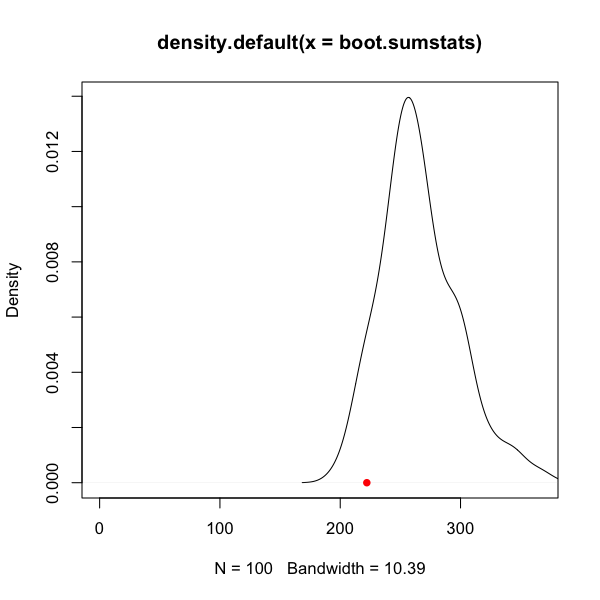 density.default(x = boot.sumstats)
Density
0.012
0.008
0.004
0.000
0 100 200 300
N = 100 Bandwidth = 10.39